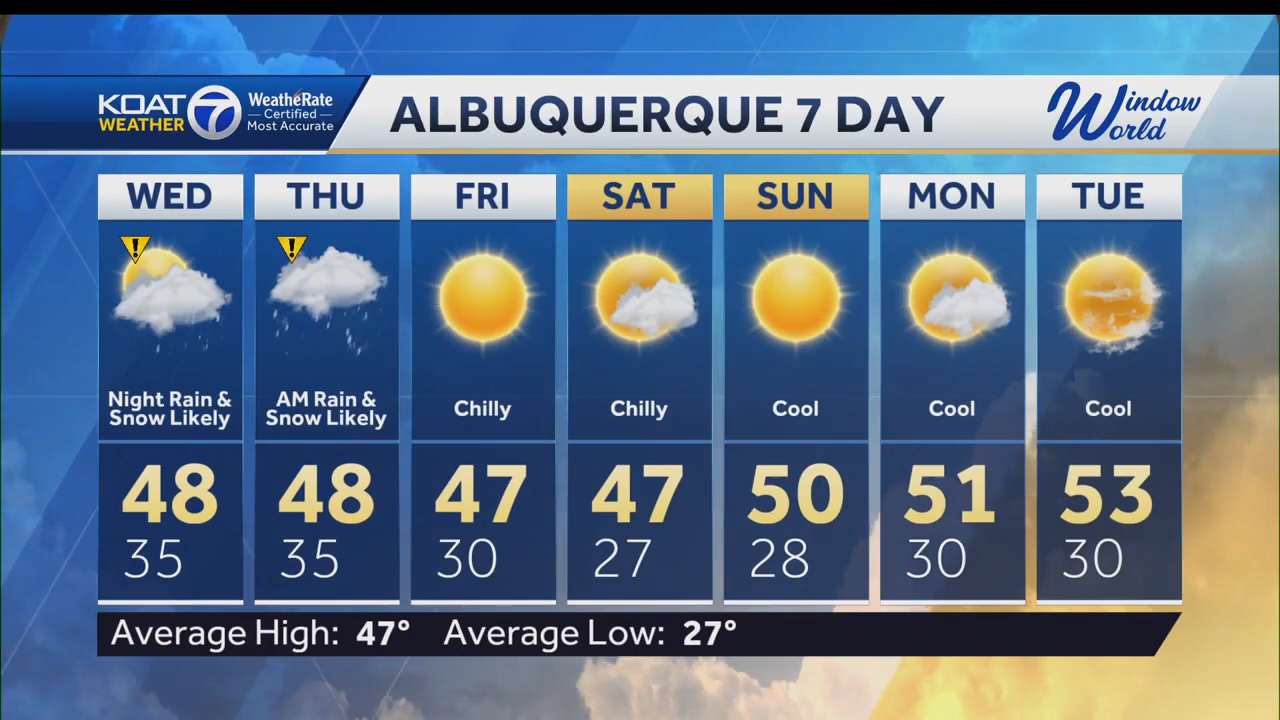 KOAT
WEATHER
7
WeatheRate
Certified
Most Accurate
ALBUQUERQUE 7 DAY
Window
World
WED
THU
FRI
SAT
SUN
MON
TUE
!
!
Night Rain &
Snow Likely
AM Rain &
Snow Likely
Chilly
Chilly
Cool
Cool
Cool
48
48
47
47
50
51
53
35
35
30
27
28
30
30
Average High: 47° Average Low: 27°